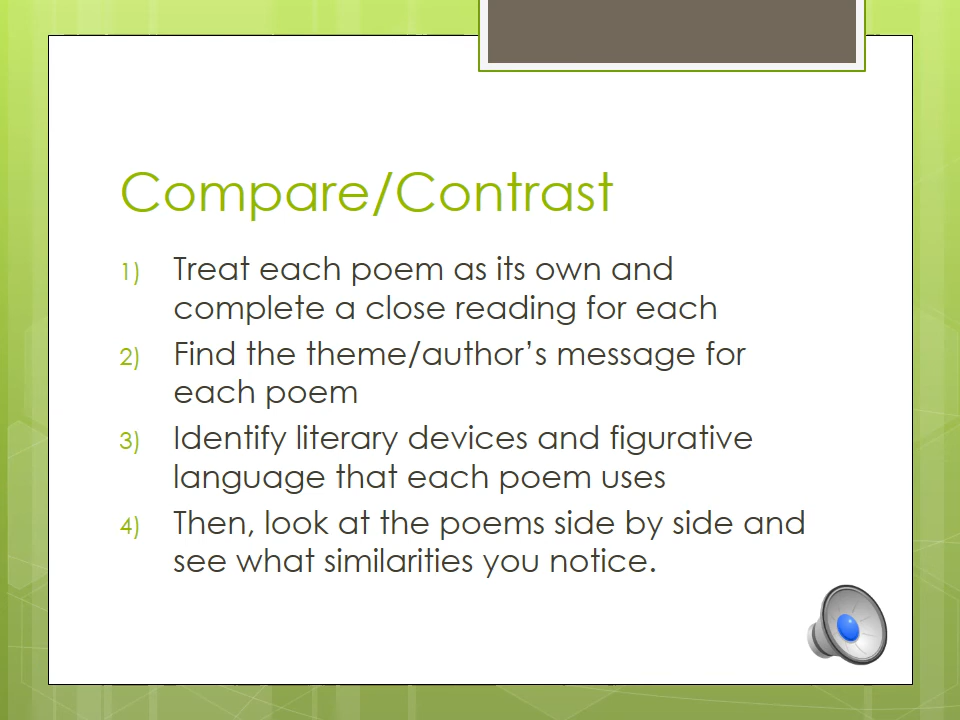 Compare/Contrast
1) Treat each poem as its own and
complete a close reading for each
2) Find the theme/author’s message for
each poem
3) Identify literary devices and figurative
language that each poem uses
4) Then, look at the poems side by side and
see what similarities you notice.